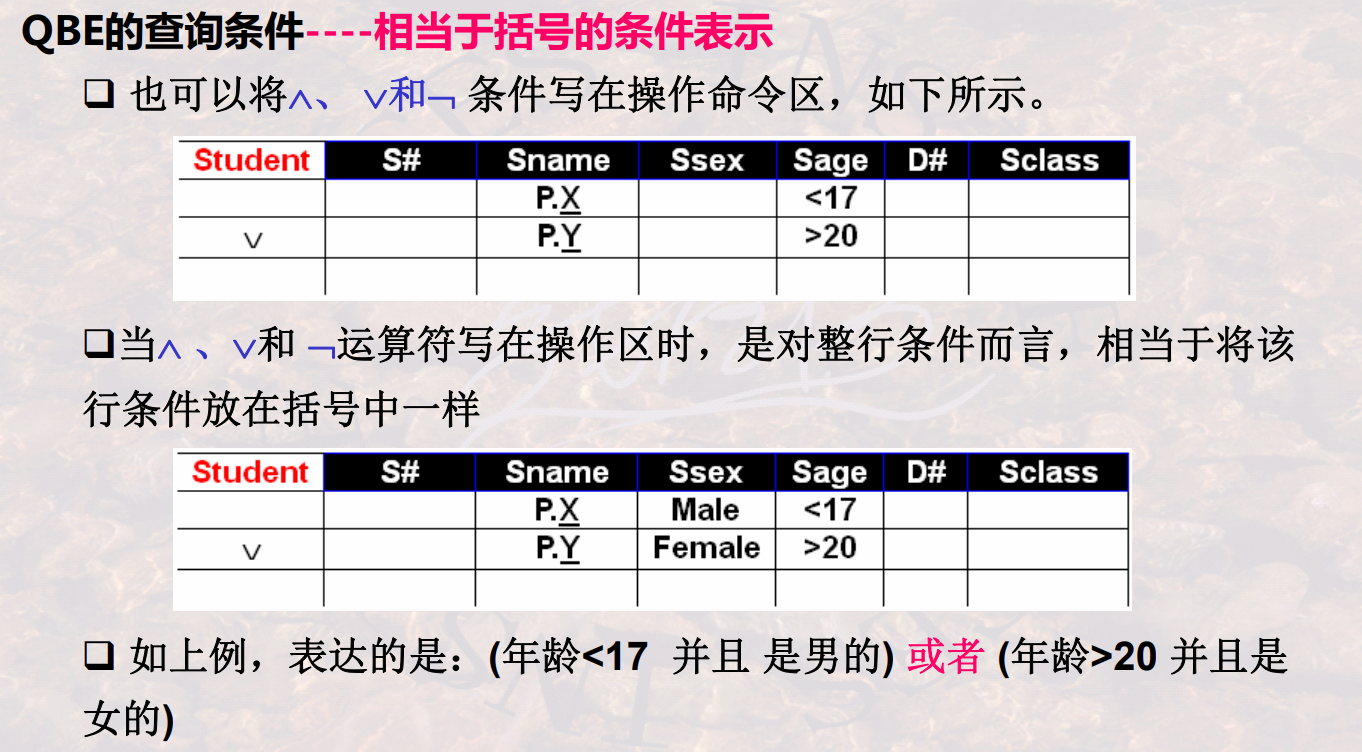 QBE的查询条件----相当于括号的条件表示
❑ 也可以将∧、 ∨和¬ 条件写在操作命令区，如下所示。
Student S# Sname Ssex Sage D# Sclass
P.X <17
∨ P.Y >20
❑当∧ 、∨和 ¬运算符写在操作区时，是对整行条件而言，相当于将该
行条件放在括号中一样
Student S# Sname Ssex Sage D# Sclass
P.X Male <17
∨ P.Y Female >20
❑ 如上例，表达的是：(年龄<17 并且 是男的) 或者 (年龄>20 并且是
女的)